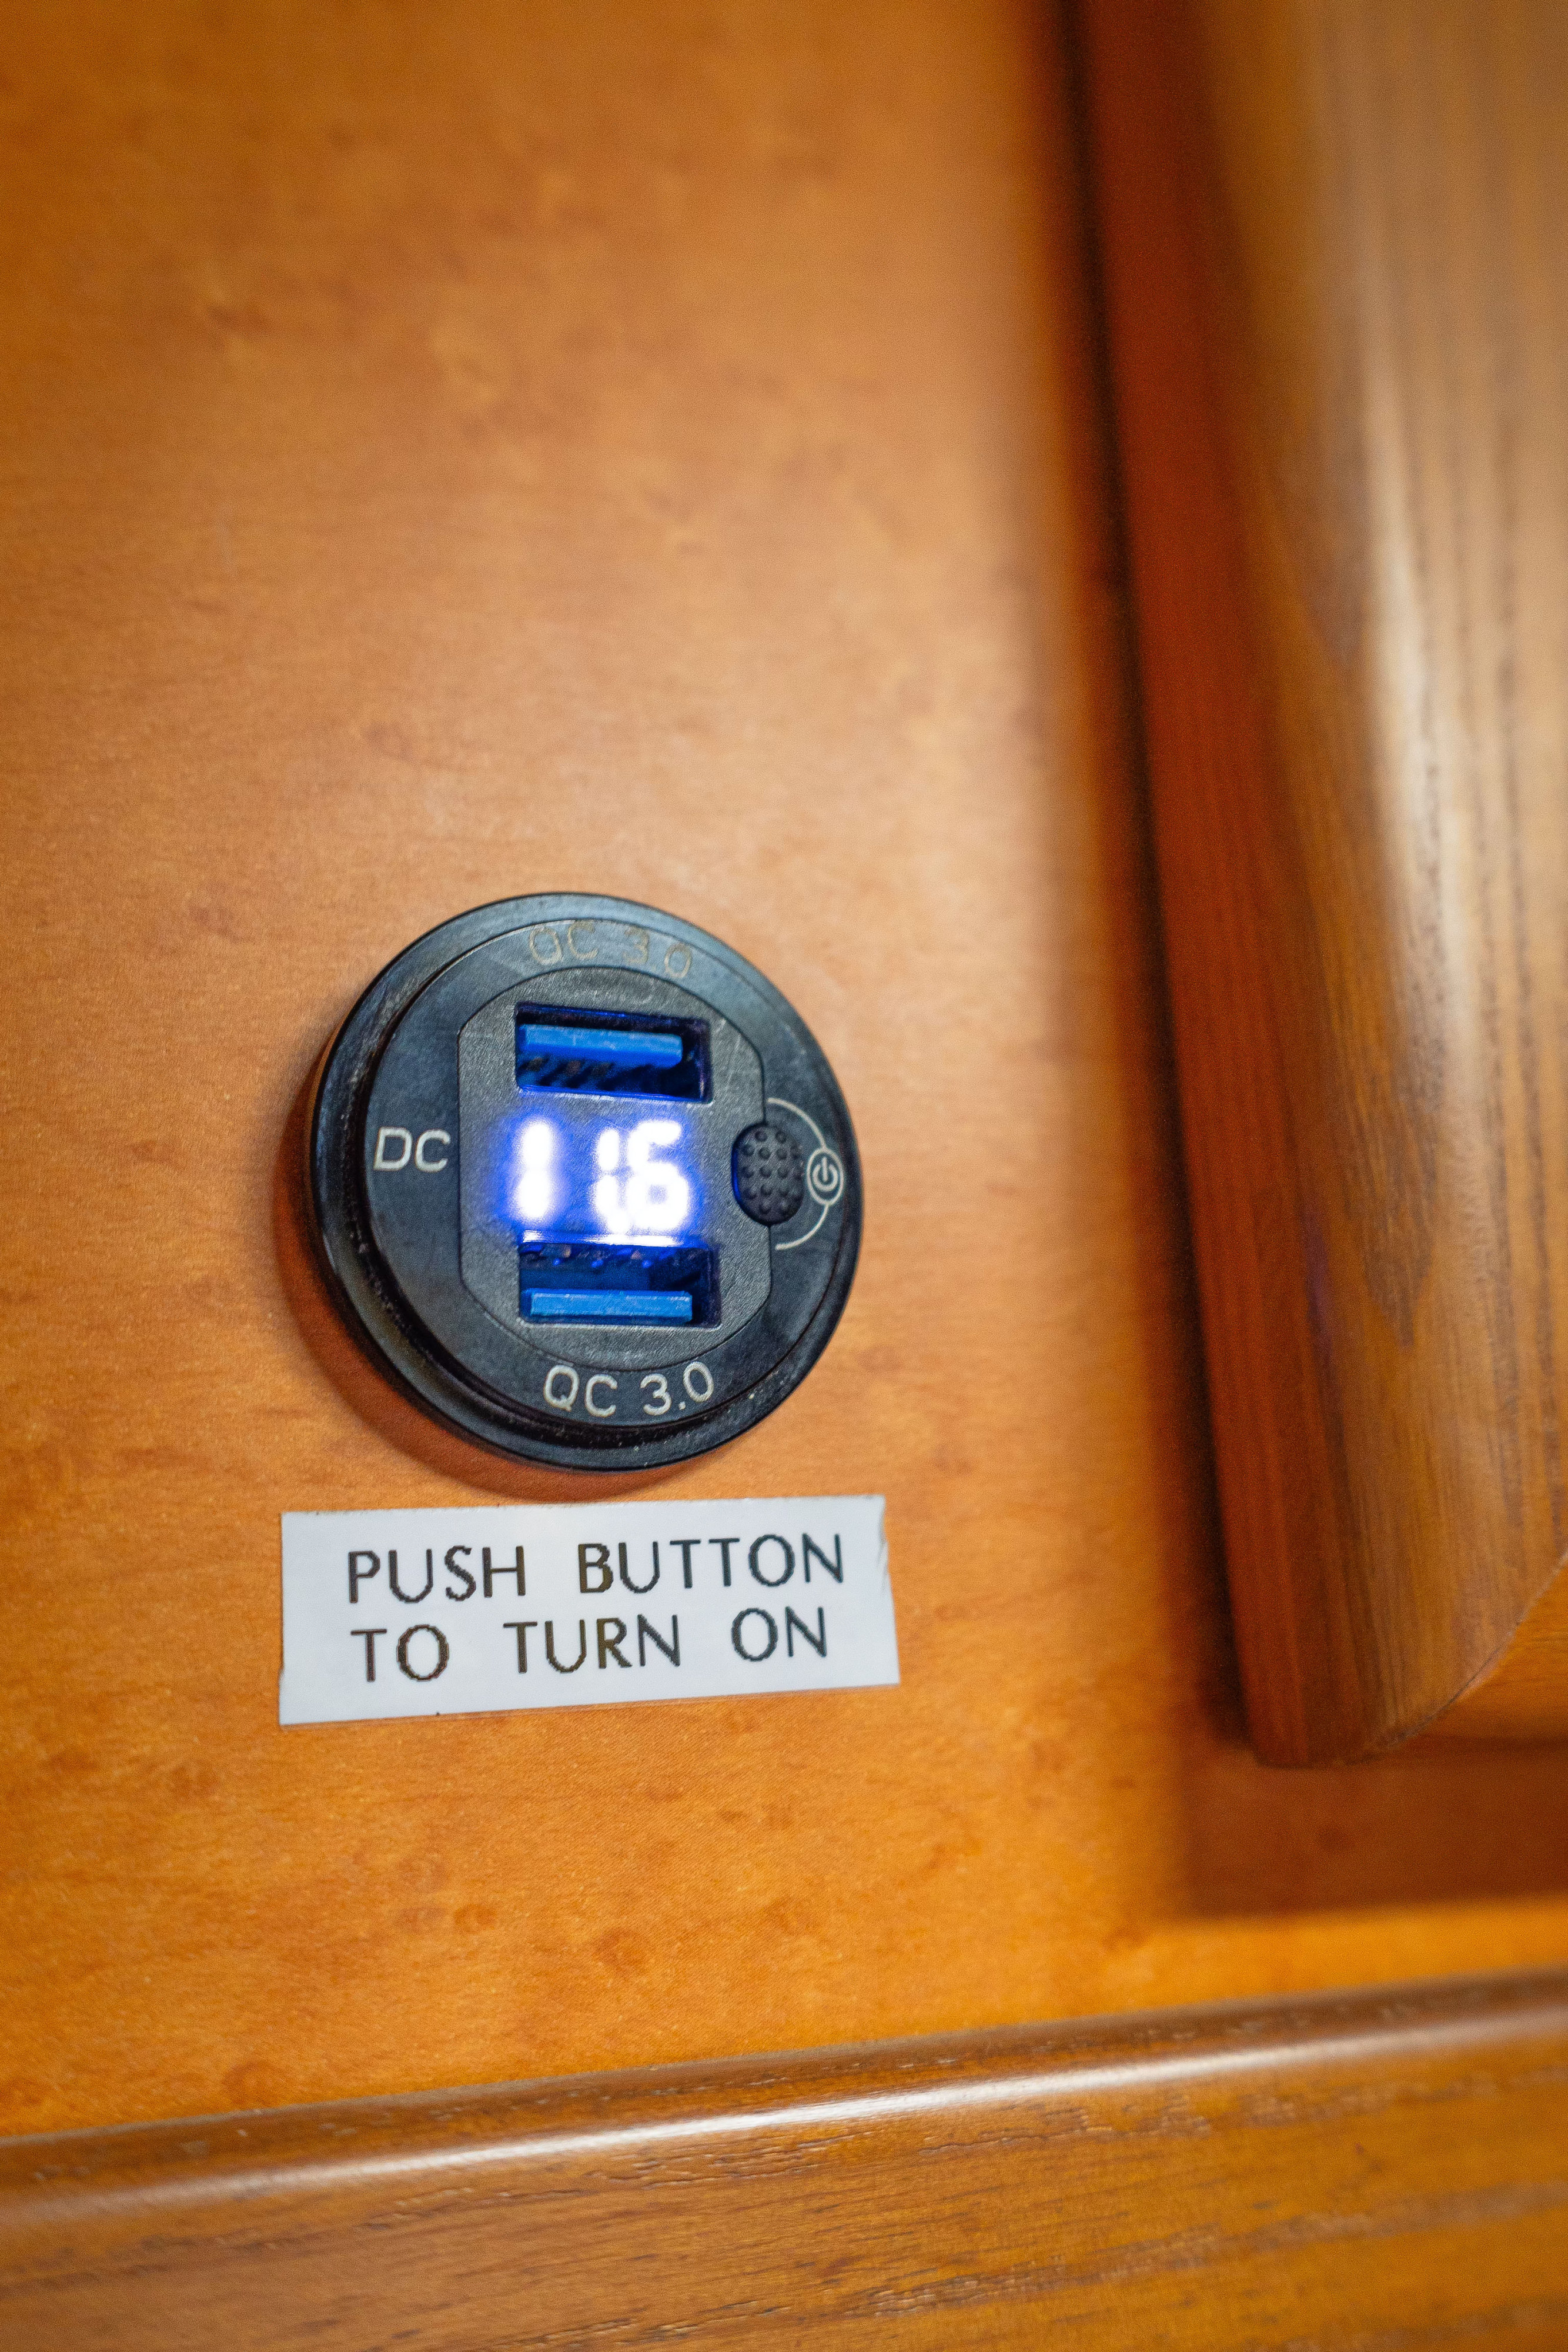 QC 3.0
DC
11.6
QC 3.0
PUSH BUTTON
TO TURN ON